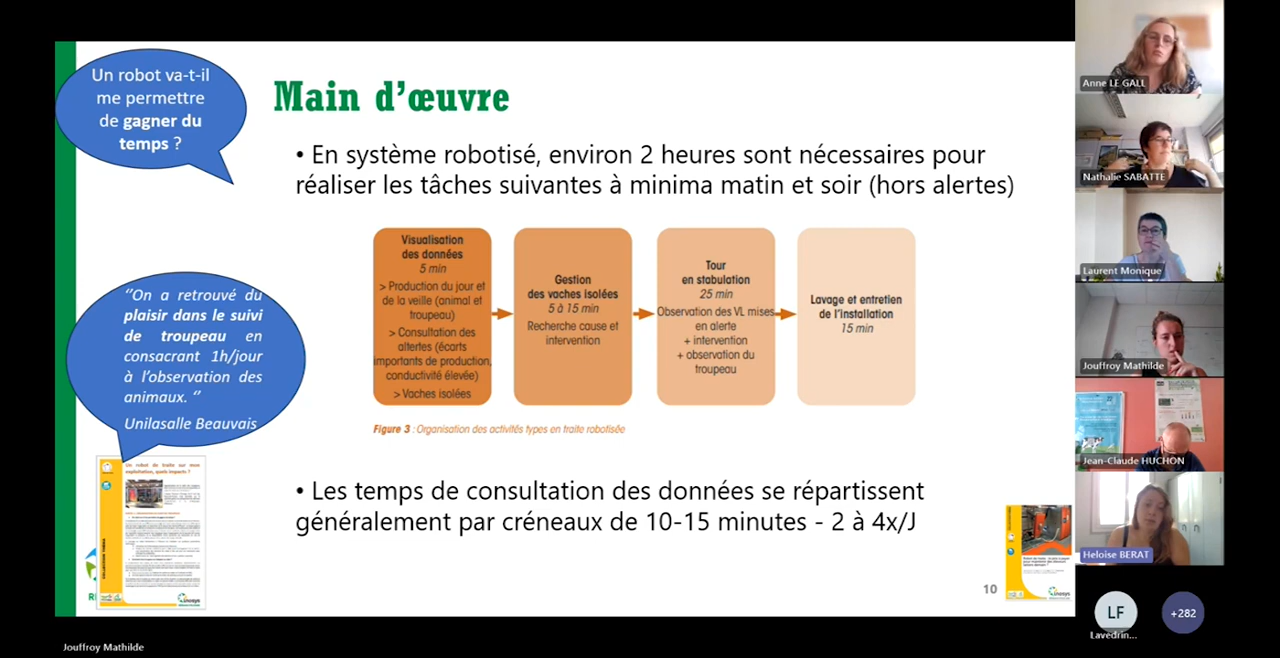 Un robot va-t-il
me permettre
de gagner du
temps ?
Main d'œuvre
• En système robotisé, environ 2 heures sont nécessaires pour
réaliser les tâches suivantes à minima matin et soir (hors alertes)
Visualisation
des données
5 min
> Production du jour et
de la veille (animal et
troupeau)
> Consultation des
altertes (écarts
importants de production,
conductivité élevée)
> Vaches isolées
Gestion
des vaches isolées
5 à 15 min
Recherche cause et
intervention
Tour
en stabulation
25 min
Observation des VL mises
en alerte
+ intervention
+ observation du
troupeau
Lavage et entretien
de l'installation
15 min
Figure 3 : Organisation des activités types en traite robotisée
‘‘On a retrouvé du
plaisir dans le suivi
de troupeau en
consacrant 1h/jour
à l'observation des
animaux. ‘’
Unilasalle Beauvais
Un robot de traite sur mon
exploitation, quels impacts ?
• Les temps de consultation des données se répartissent
généralement par créneaux de 10-15 minutes - 2 à 4x/J
10
Anne LE GALL
Nathalie SABATTE
Laurent Monique
Jouffroy Mathilde
Jean-Claude HUCHON
Heloise BERAT
LF
+282
Lavedrin...
Jouffroy Mathilde